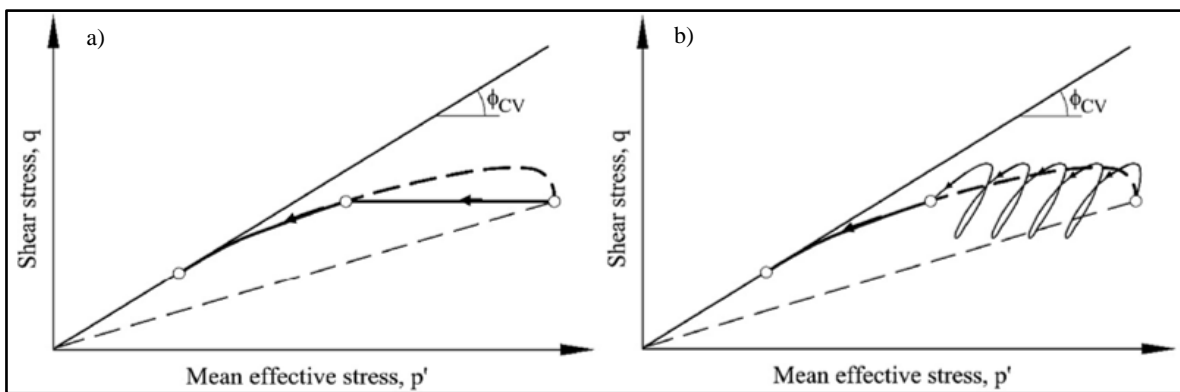 a)
ϕCV
Shear stress, q
Mean effective stress, p'
b)
ϕCV
Shear stress, q
Mean effective stress, p'